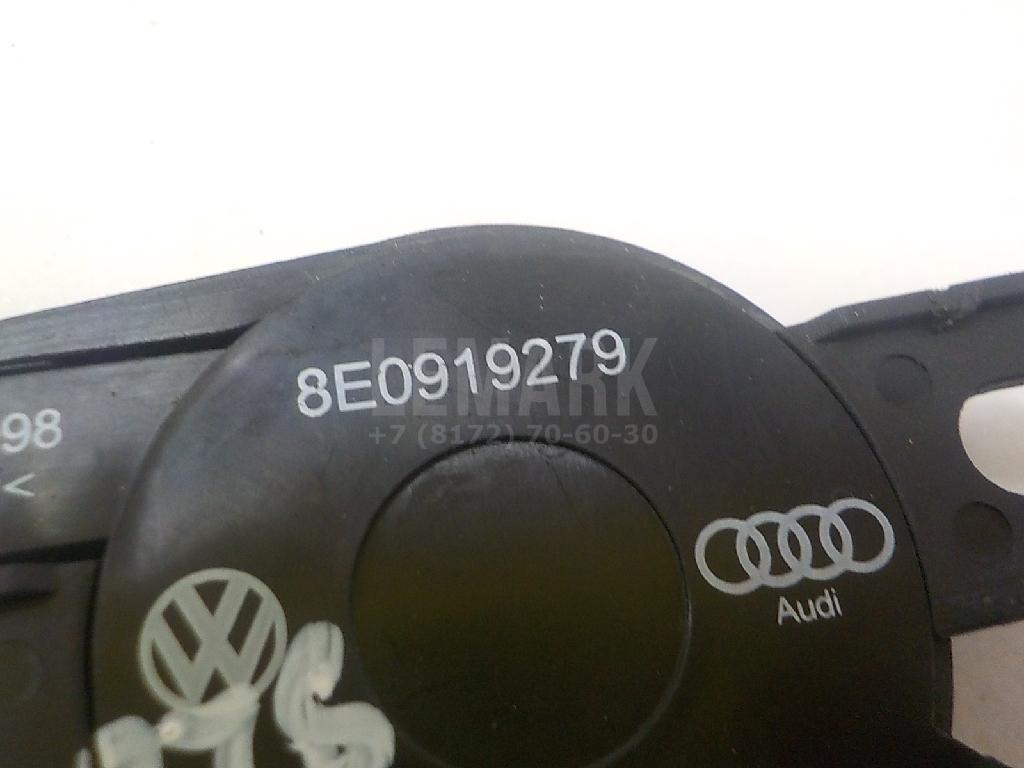 8E0919279
LEMARK
+7 (8172) 70-60-30
98
<
Audi